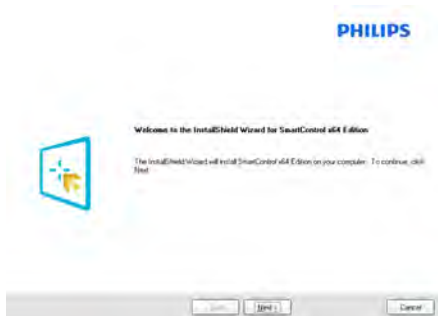 PHILIPS
Welcome to the InstallShield Wizard for SmartControl x64 Edition
The InstallShield Wizard will install SmartControl x64 Edition on your computer. To continue, click
Next
Next >
Cancel